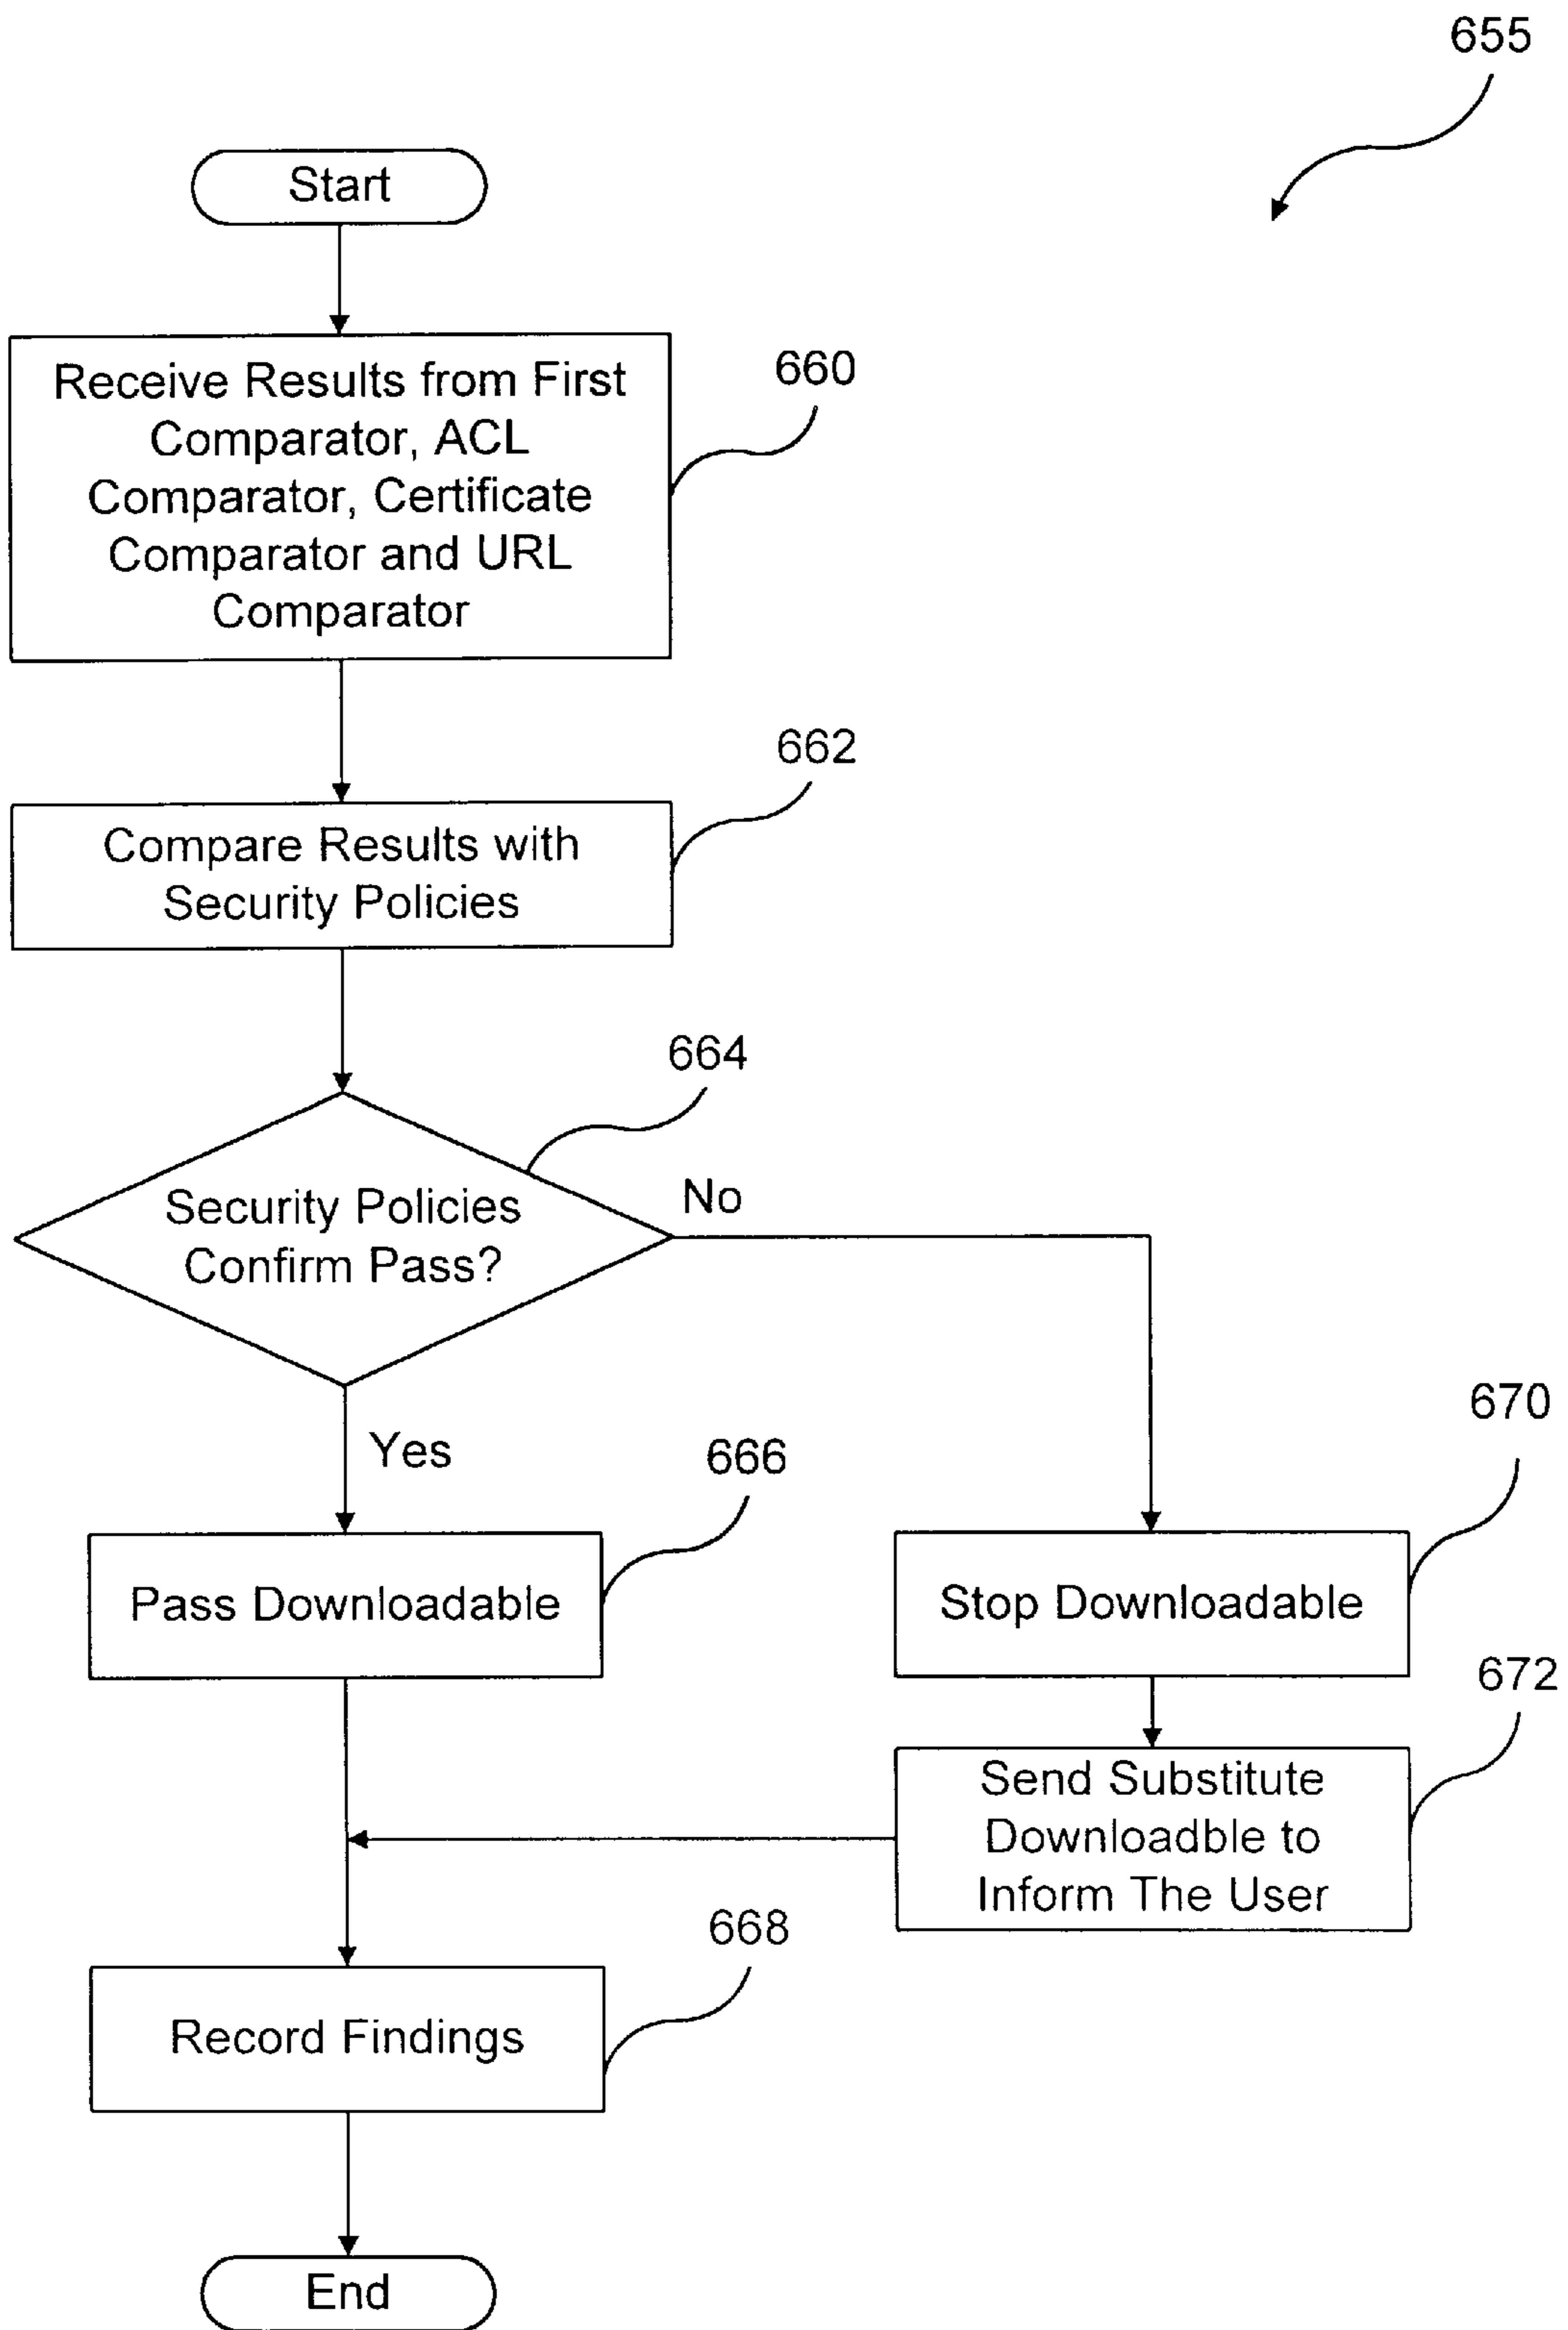 655
Start
Receive Results from First
Comparator, ACL
Comparator, Certificate
Comparator and URL
Comparator
660
Compare Results with
Security Policies
662
Security Policies
Confirm Pass?
664
No
Yes
Pass Downloadable
666
Stop Downloadable
670
Send Substitute
Downloadble to
Inform The User
672
Record Findings
668
End